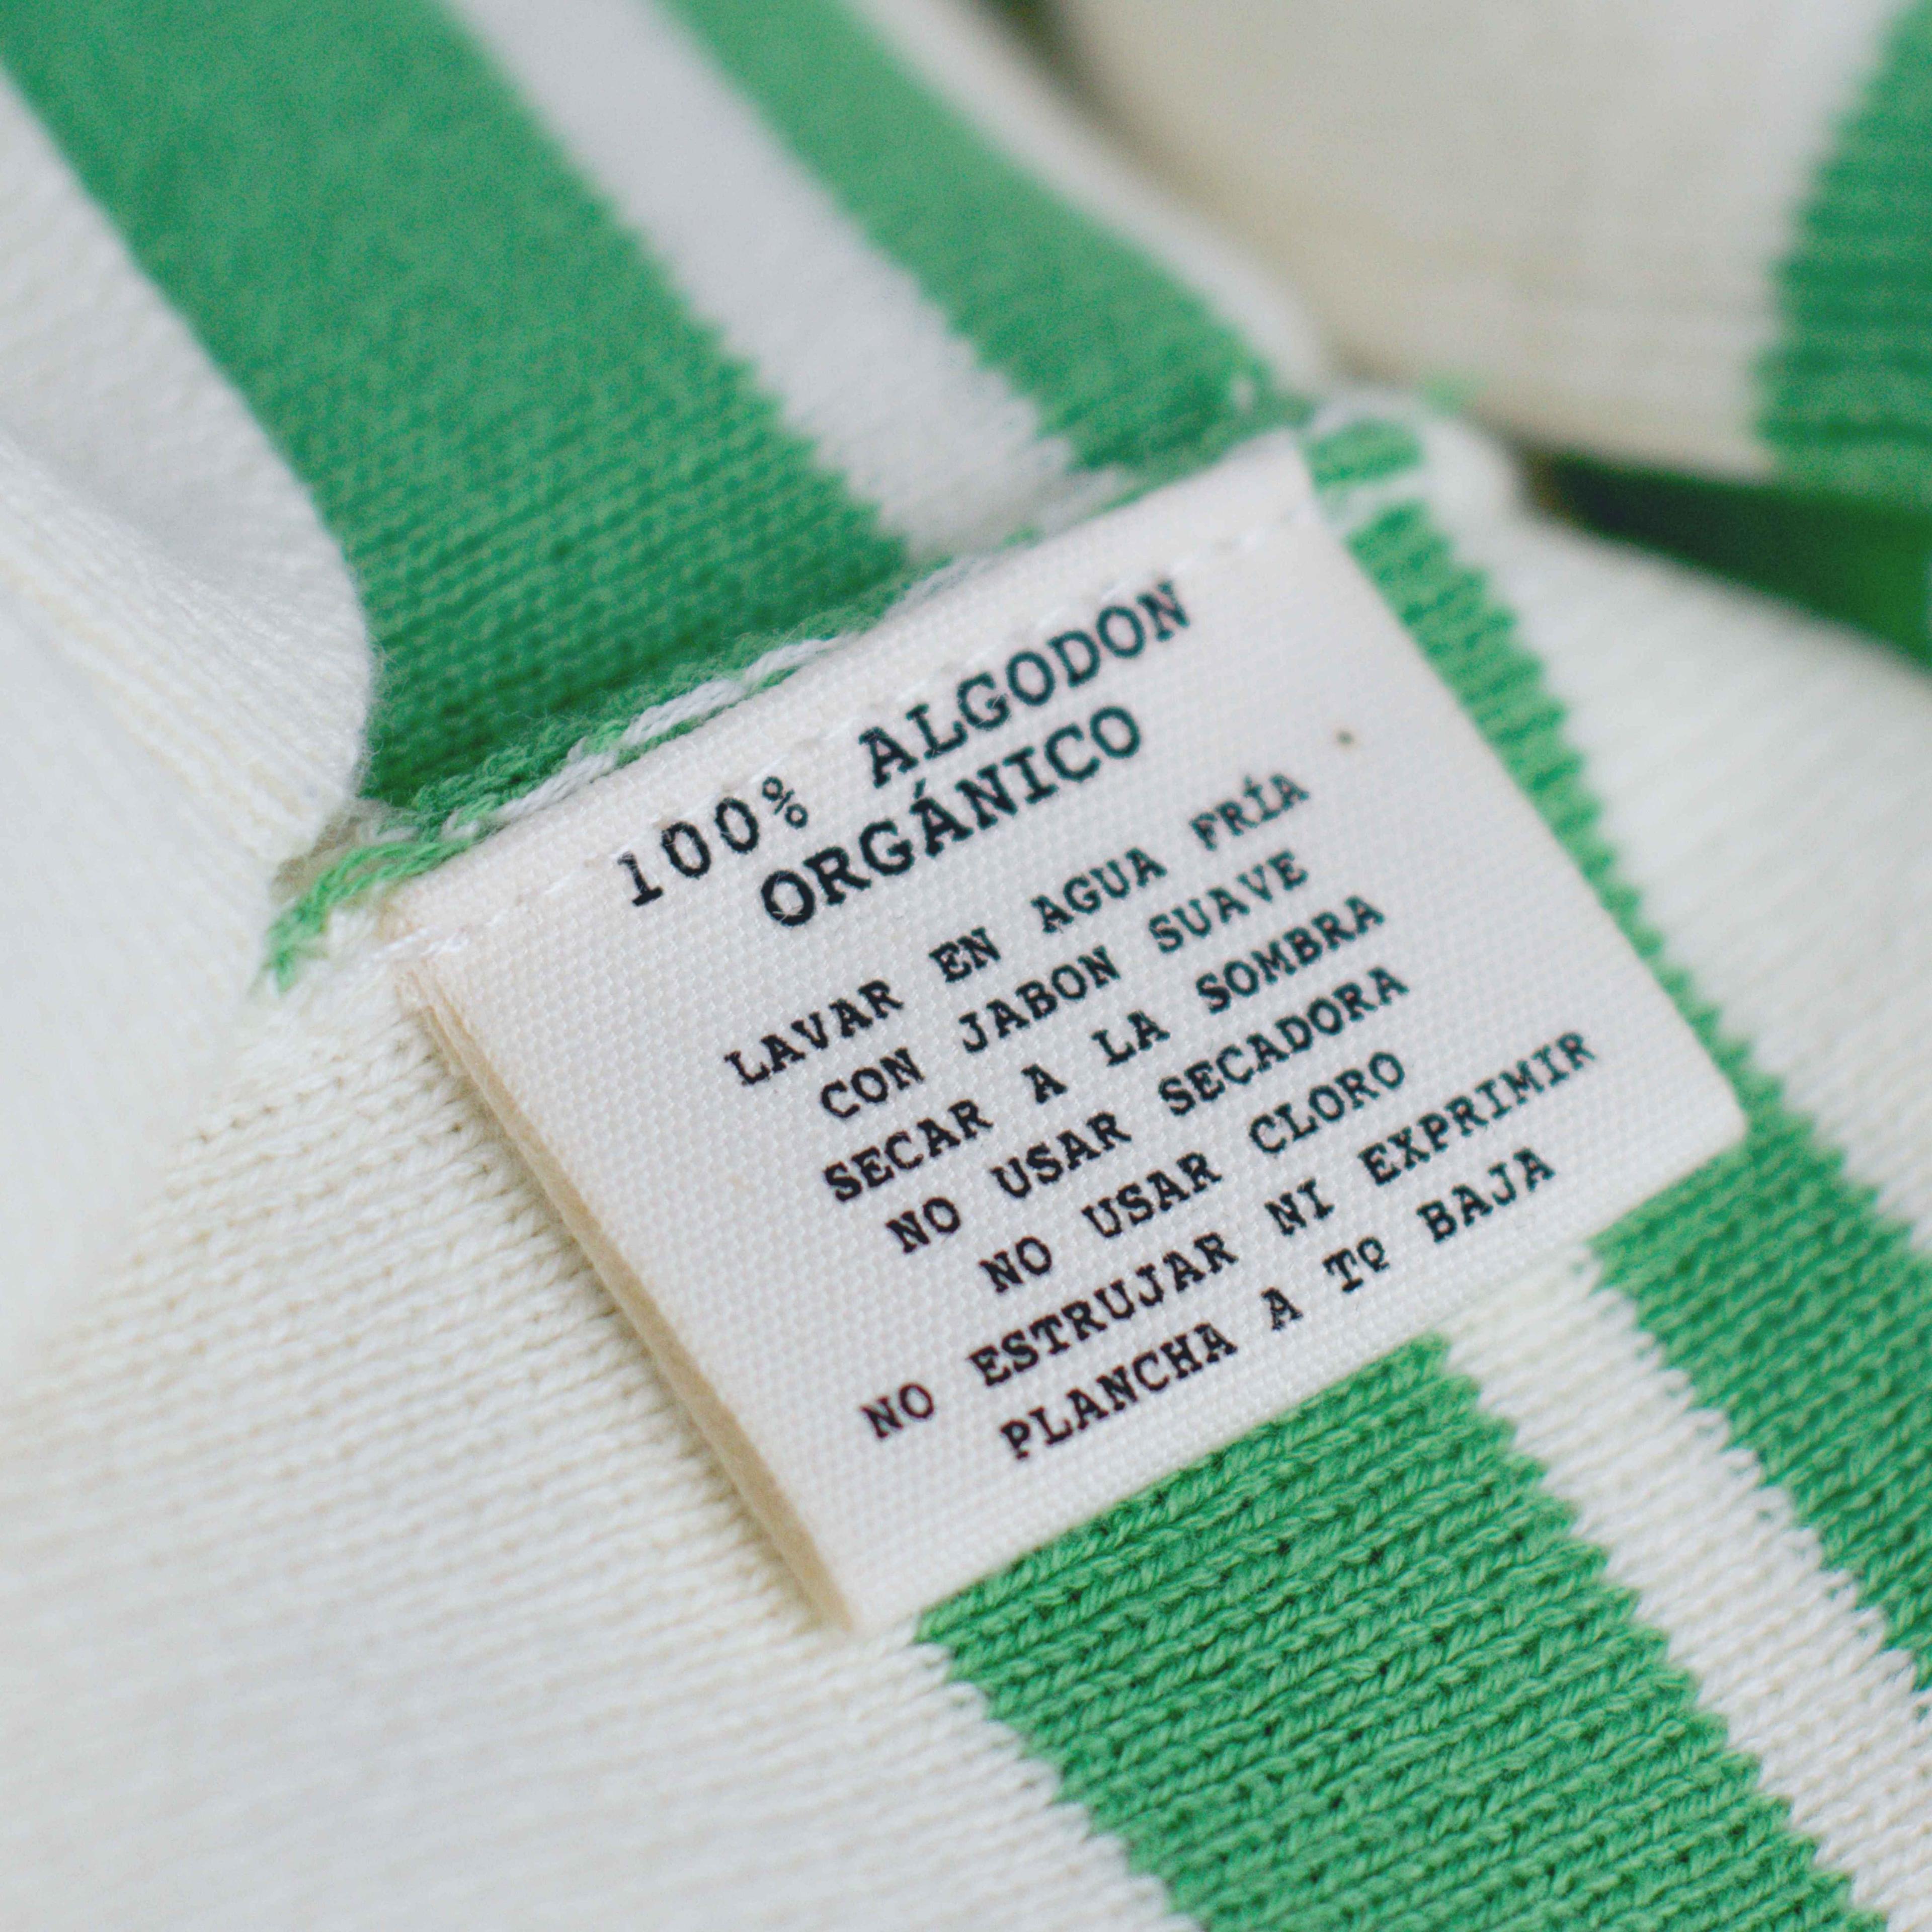 100% ALGODON
ORGÁNICO
LAVAR EN AGUA FRÍA
CON JABON SUAVE
SECAR A LA SOMBRA
NO USAR SECADORA
NO USAR CLORO
NO ESTRUJAR NI EXPRIMIR
PLANCHA A Tº BAJA